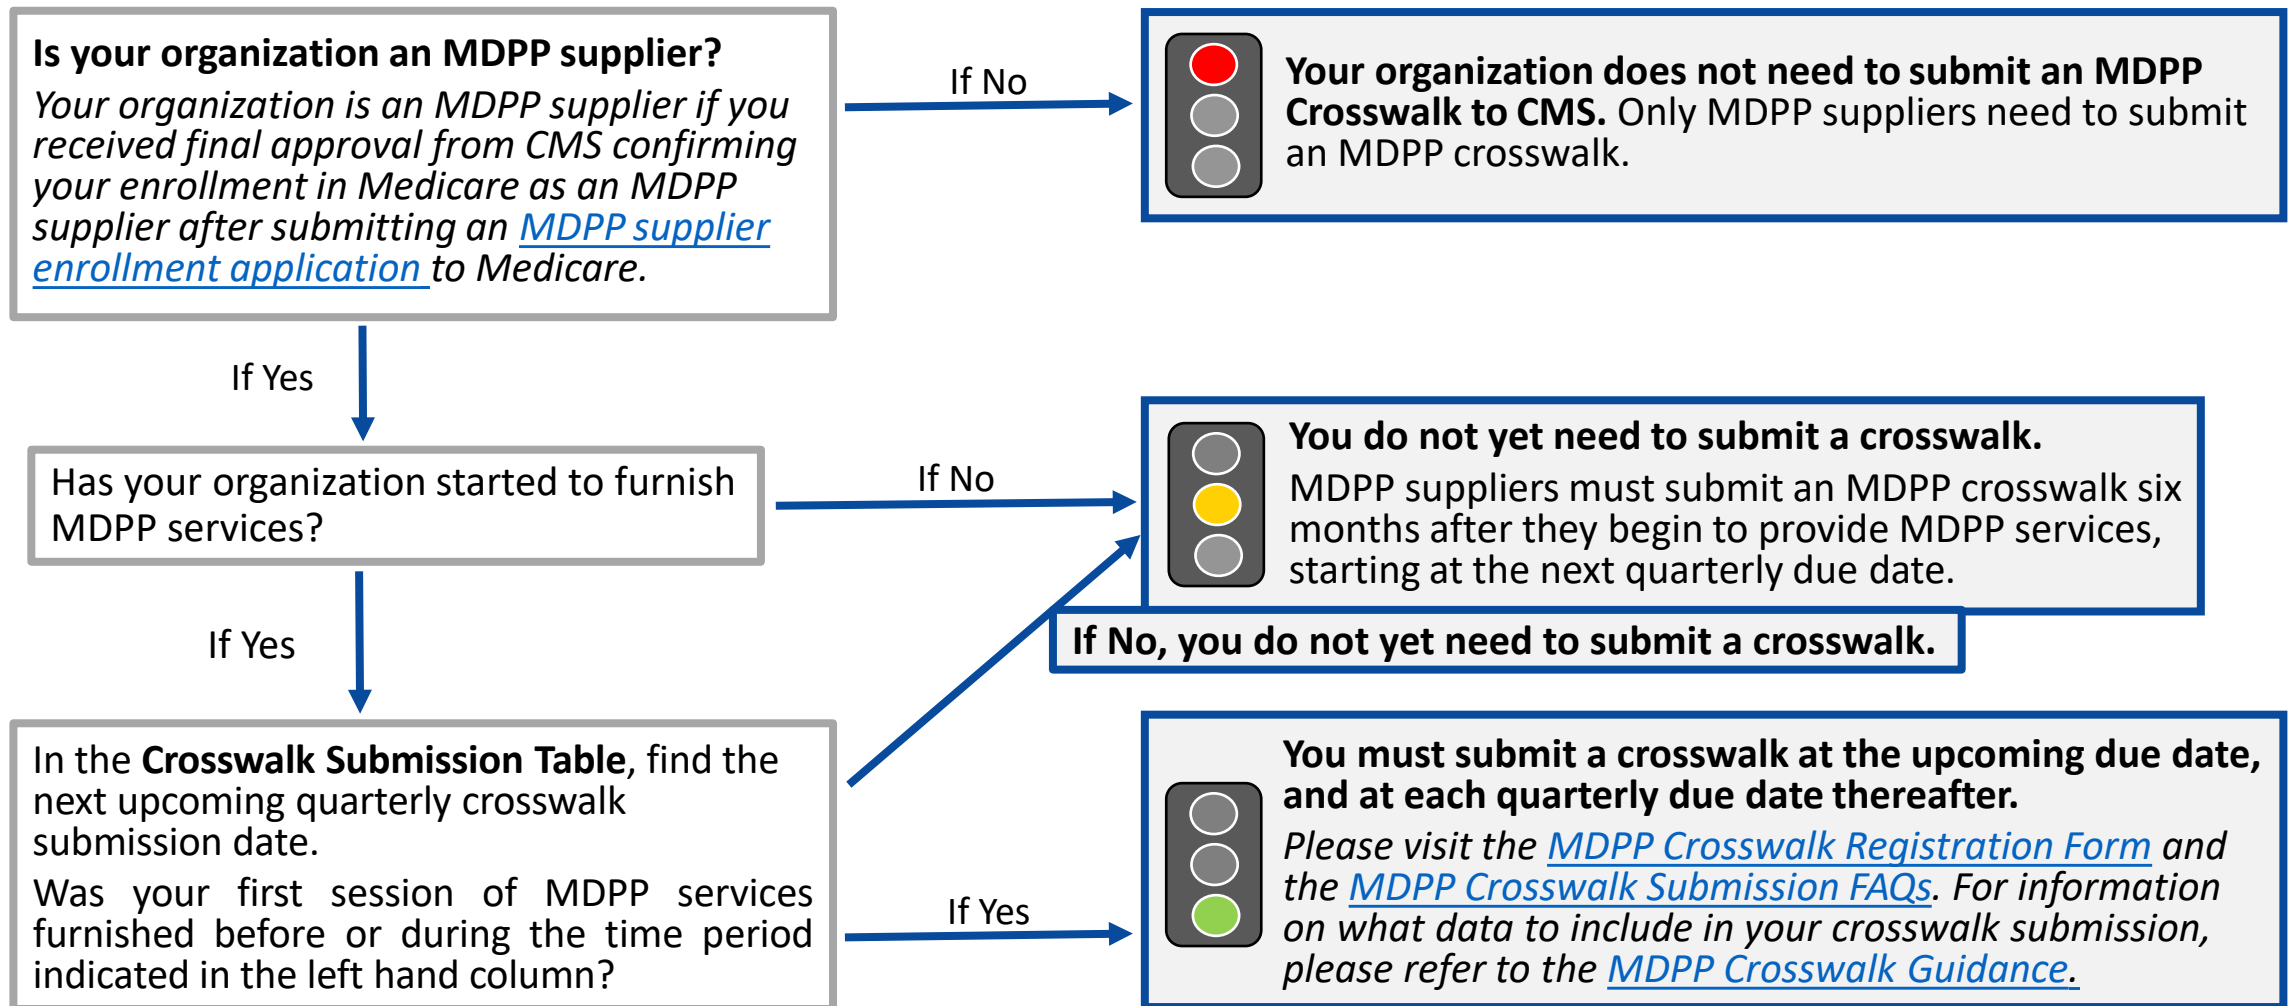 Is your organization an MDPP supplier?
Your organization is an MDPP supplier if you
received final approval from CMS confirming
your enrollment in Medicare as an MDPP
supplier after submitting an MDPP supplier
enrollment application to Medicare.
If No
Your organization does not need to submit an MDPP
Crosswalk to CMS. Only MDPP suppliers need to submit
an MDPP crosswalk.
If Yes
Has your organization started to furnish
MDPP services?
If No
You do not yet need to submit a crosswalk.
MDPP suppliers must submit an MDPP crosswalk six
months after they begin to provide MDPP services,
starting at the next quarterly due date.
If No, you do not yet need to submit a crosswalk.
If Yes
In the Crosswalk Submission Table, find the
next upcoming quarterly crosswalk
submission date.
Was your first session of MDPP services
furnished before or during the time period
indicated in the left hand column?
If Yes
You must submit a crosswalk at the upcoming due date,
and at each quarterly due date thereafter.
Please visit the MDPP Crosswalk Registration Form and
the MDPP Crosswalk Submission FAQs. For information
on what data to include in your crosswalk submission,
please refer to the MDPP Crosswalk Guidance.